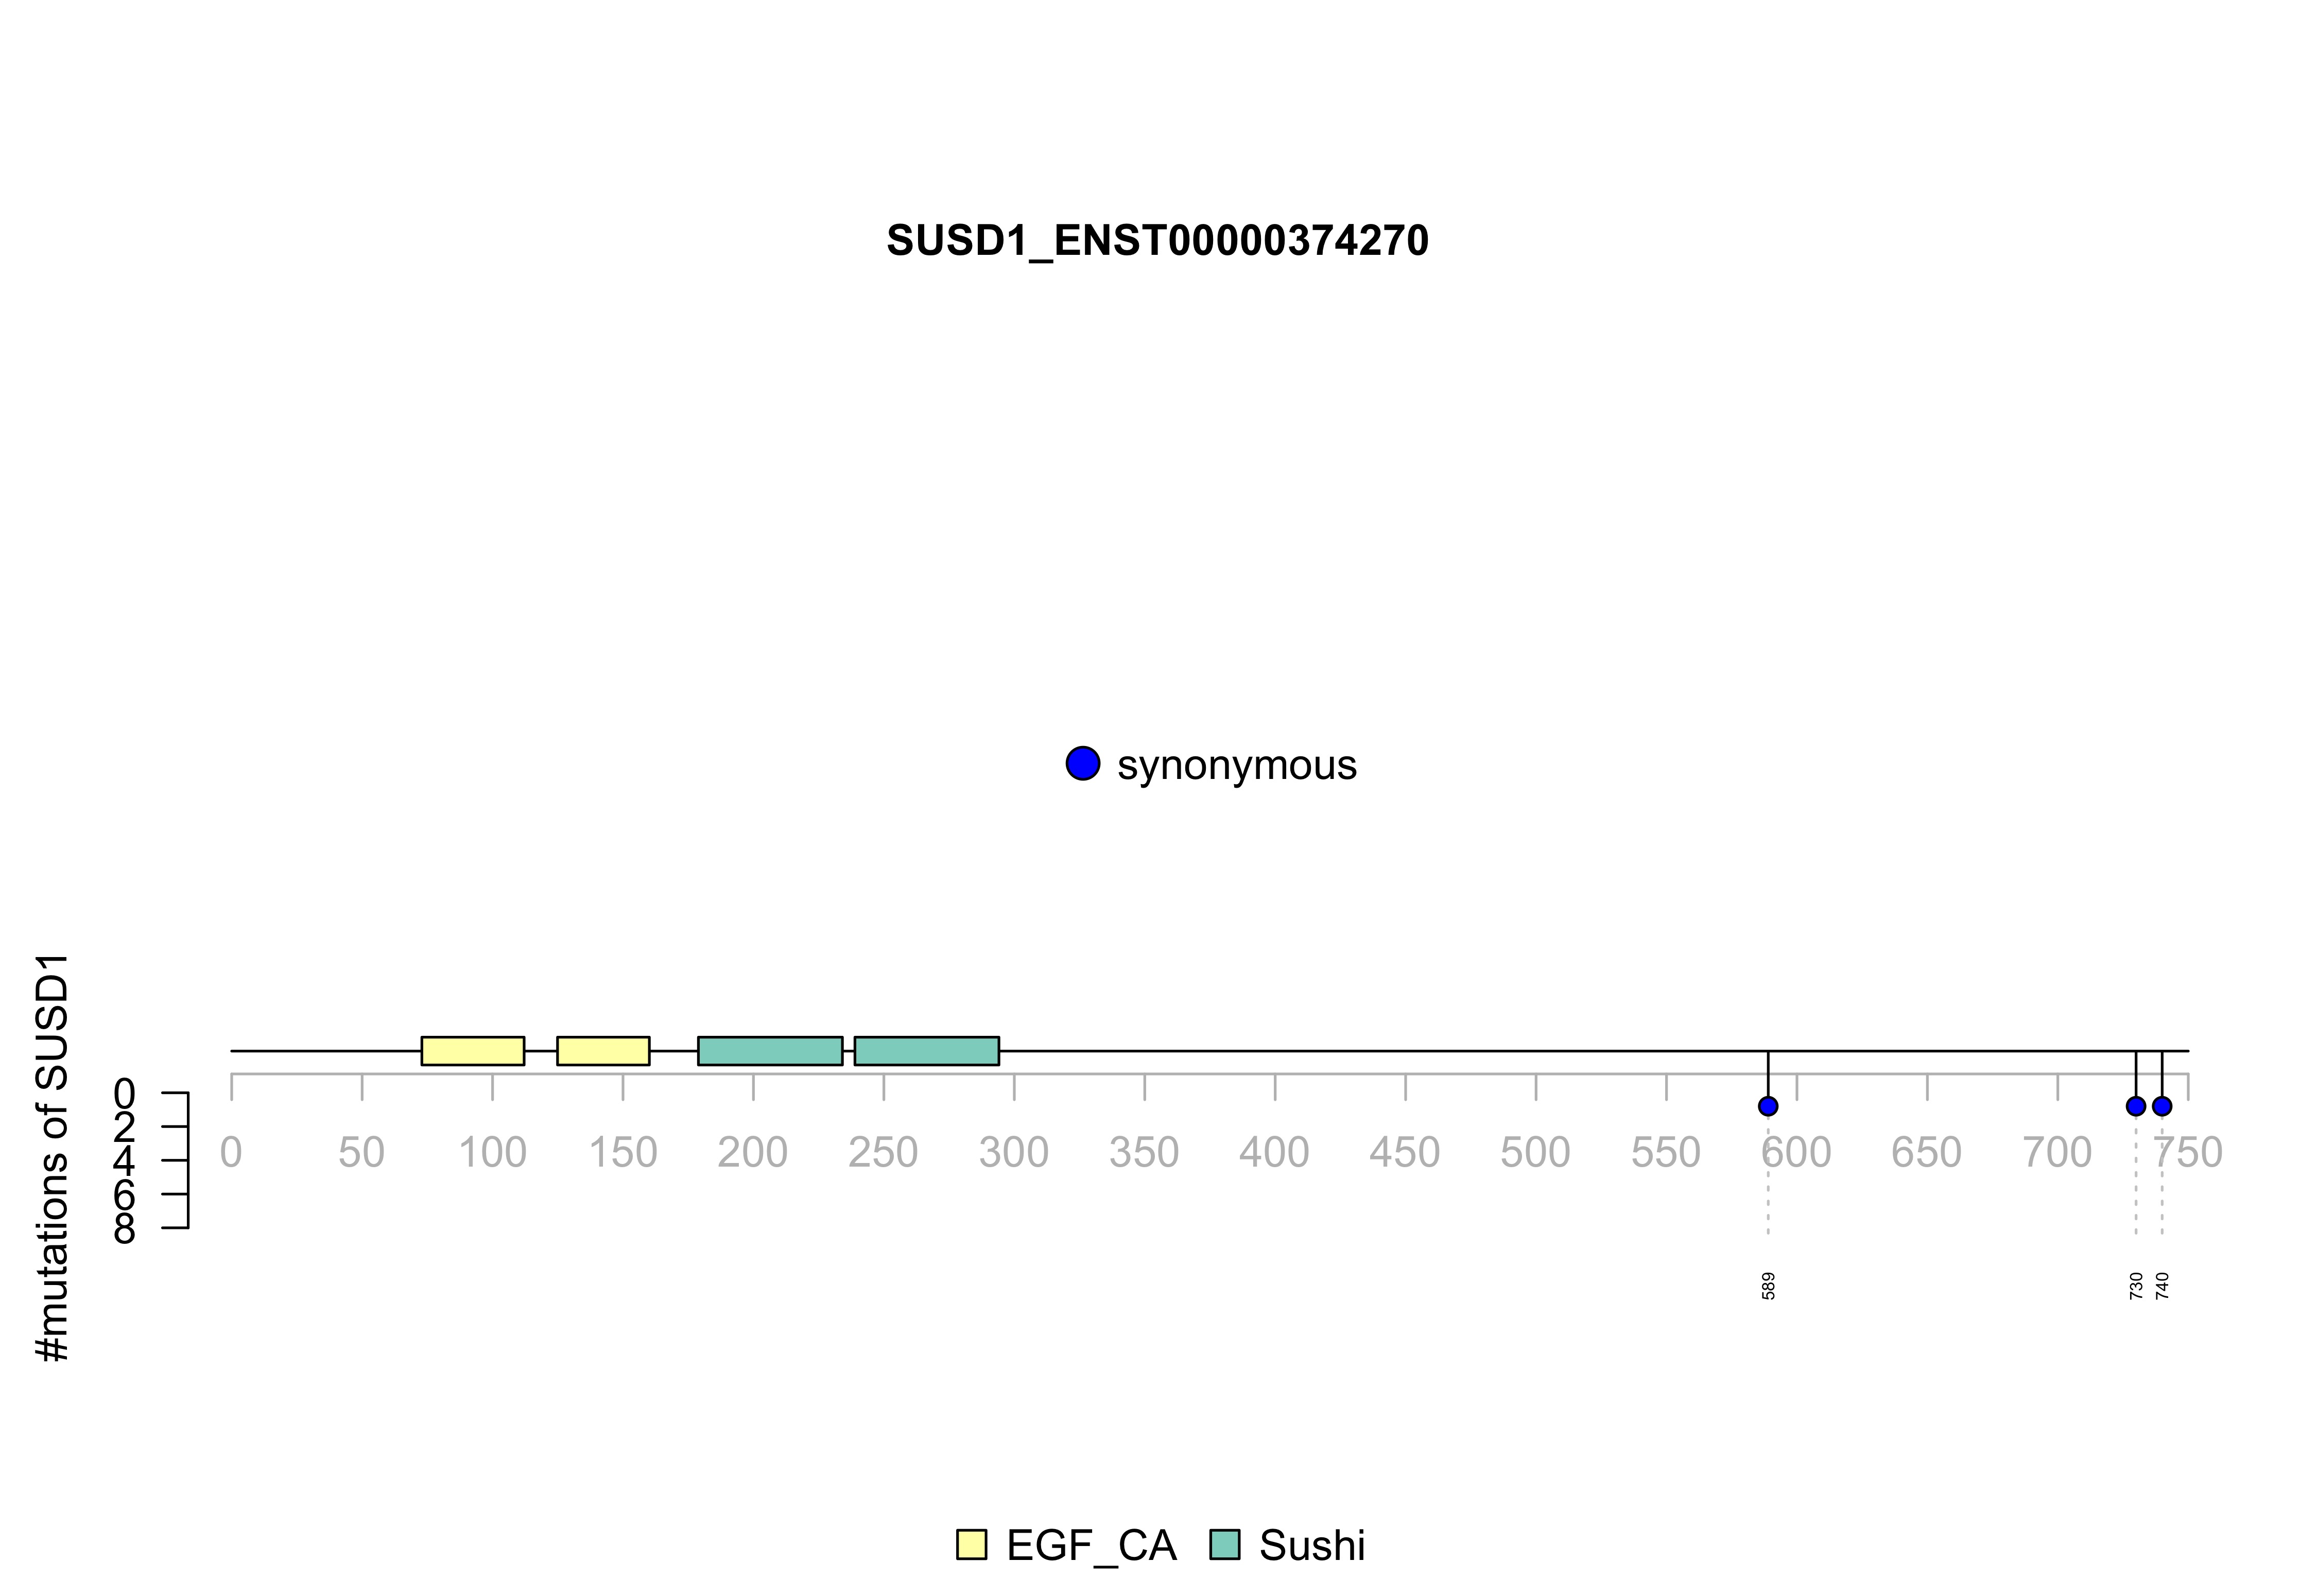 SUSD1_ENST00000374270
synonymous
#mutations of SUSD1
0
2
4
6
8
0 50 100 150 200 250 300 350 400 450 500 550 600 650 700 750
589 730 740
EGF_CA Sushi